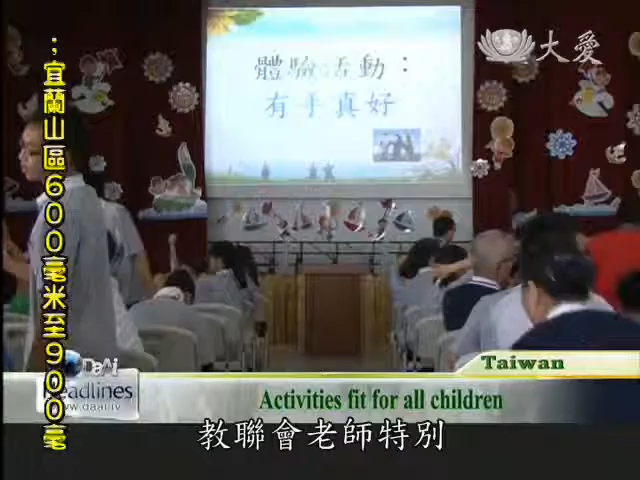 大愛
體驗活動：
有手真好
；宜蘭山區600毫米至900毫
Taiwan
DaAi
Headlines
www.daai.tv
Activities fit for all children
教聯會老師特別